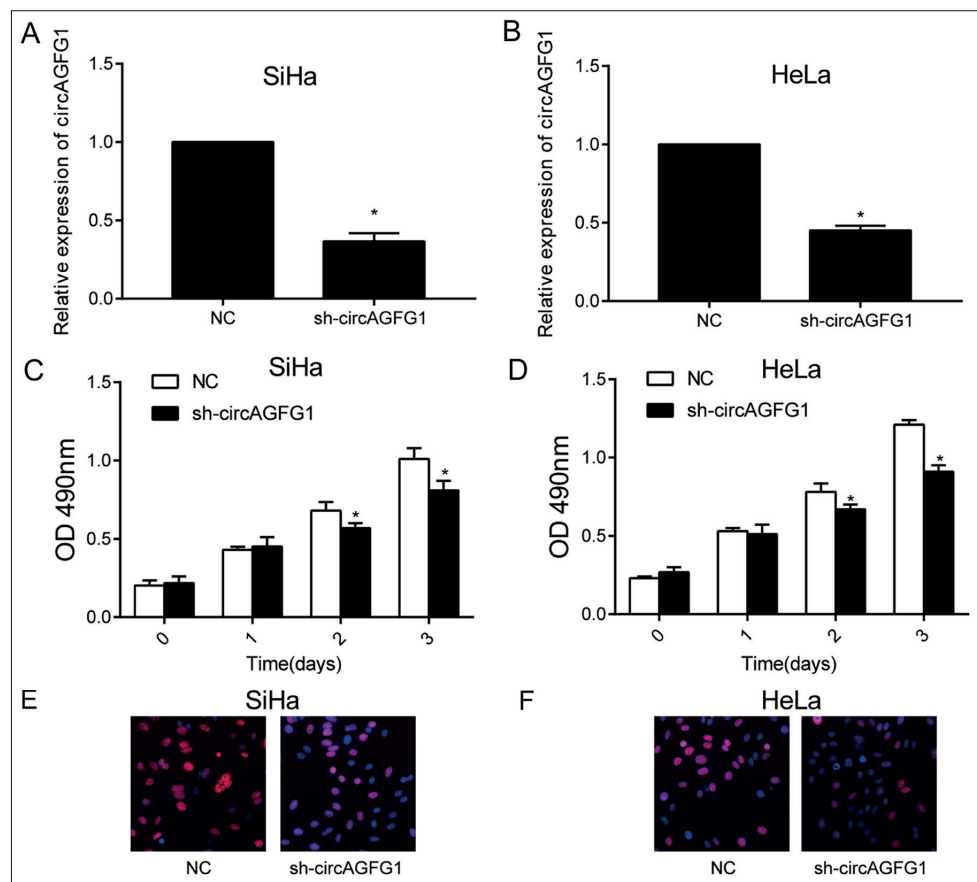 A
Relative expression of circAGFG1
SiHa
1.5
1.0
0.5
0.0
*
NC
sh-circAGFG1
B
Relative expression of circAGFG1
HeLa
1.5
1.0
0.5
0.0
*
NC
sh-circAGFG1
C
SiHa
NC
sh-circAGFG1
OD 490nm
1.5
1.0
0.5
0.0
*
*
0
1
2
3
Time(days)
D
HeLa
NC
sh-circAGFG1
OD 490nm
1.5
1.0
0.5
0.0
*
*
0
1
2
3
Time(days)
E
SiHa
NC
sh-circAGFG1
F
HeLa
NC
sh-circAGFG1